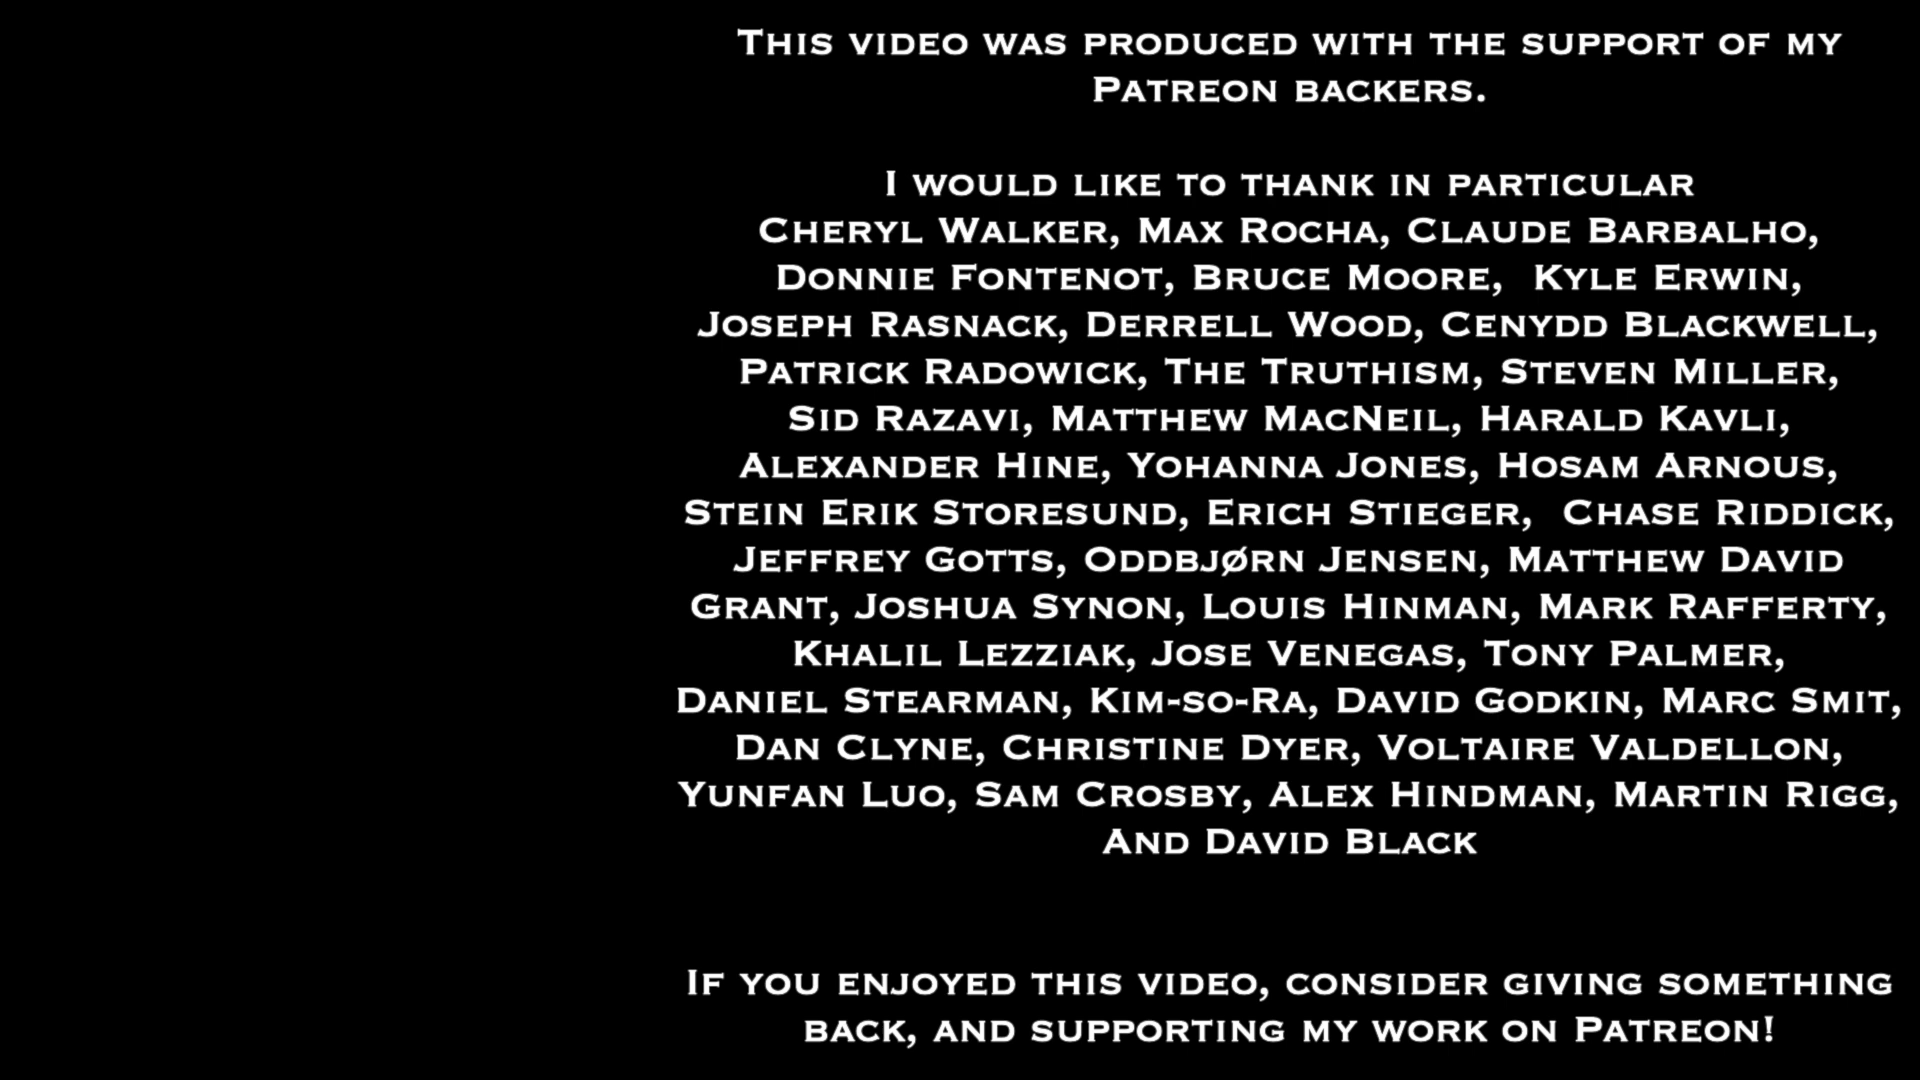 This video was produced with the support of my
Patreon backers.
I would like to thank in particular
Cheryl Walker, Max Rocha, Claude Barbalho,
Donnie Fontenot, Bruce Moore,  Kyle Erwin,
Joseph Rasnack, Derrell Wood, Cenydd Blackwell,
Patrick Radowick, The Truthism, Steven Miller,
Sid Razavi, Matthew MacNeil, Harald Kavli,
Alexander Hine, Yohanna Jones, Hosam Arnous,
Stein Erik Storesund, Erich Stieger,  Chase Riddick,
Jeffrey Gotts, Oddbjørn Jensen, Matthew David
Grant, Joshua Synon, Louis Hinman, Mark Rafferty,
Khalil Lezziak, Jose Venegas, Tony Palmer,
Daniel Stearman, Kim-so-Ra, David Godkin, Marc Smit,
Dan Clyne, Christine Dyer, Voltaire Valdellon,
Yunfan Luo, Sam Crosby, Alex Hindman, Martin Rigg,
And David Black
If you enjoyed this video, consider giving something
back, and supporting my work on Patreon!